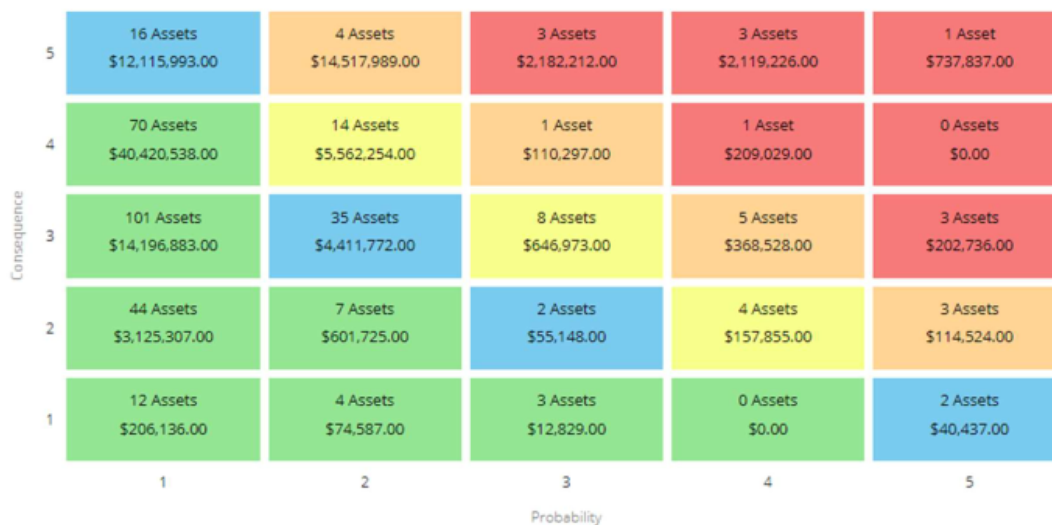 16 Assets
$12,115,993.00
4 Assets
$14,517,989.00
3 Assets
$2,182,212.00
3 Assets
$2,119,226.00
1 Asset
$737,837.00
5
70 Assets
$40,420,538.00
14 Assets
$5,562,254.00
1 Asset
$110,297.00
1 Asset
$209,029.00
0 Assets
$0.00
4
101 Assets
$14,196,883.00
35 Assets
$4,411,772.00
8 Assets
$646,973.00
5 Assets
$368,528.00
3 Assets
$202,736.00
3
Consequence
44 Assets
$3,125,307.00
7 Assets
$601,725.00
2 Assets
$55,148.00
4 Assets
$157,855.00
3 Assets
$114,524.00
2
12 Assets
$206,136.00
4 Assets
$74,587.00
3 Assets
$12,829.00
0 Assets
$0.00
2 Assets
$40,437.00
1
1 2 3 4 5
Probability